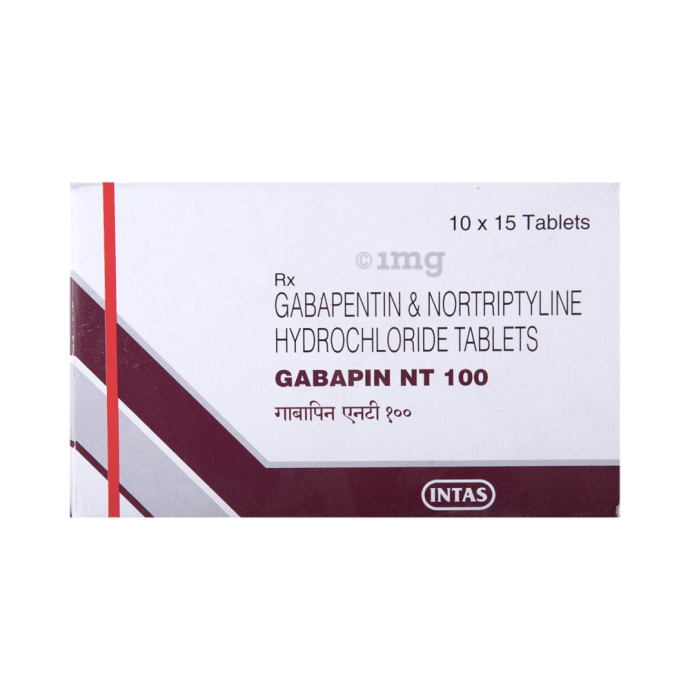 10 x 15 Tablets
©1mg
Rx
GABAPENTIN & NORTRIPTYLINE
HYDROCHLORIDE TABLETS
GABAPIN NT 100
गाबापिन एनटी १००
INTAS